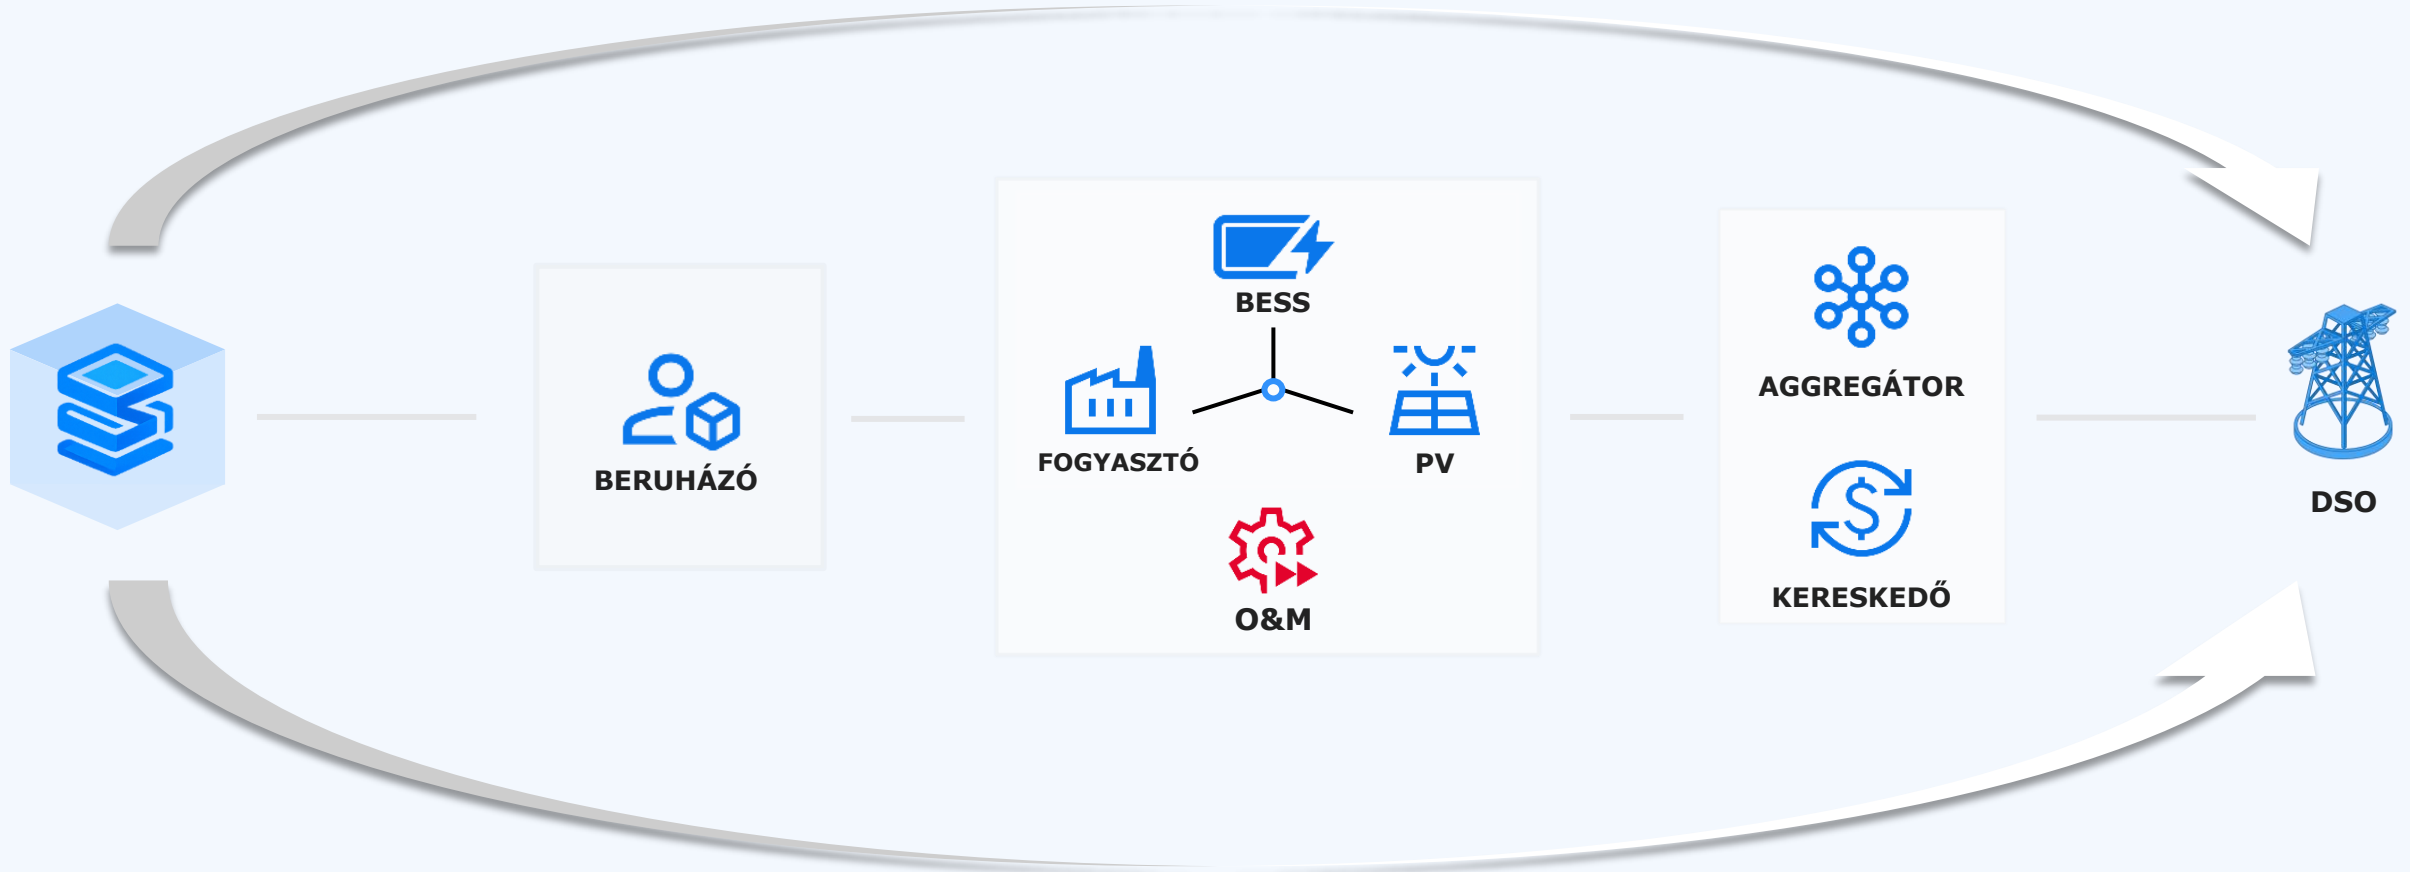 BERUHÁZÓ
BESS
FOGYASZTÓ
PV
O&M
AGGREGÁTOR
KERESKEDŐ
DSO